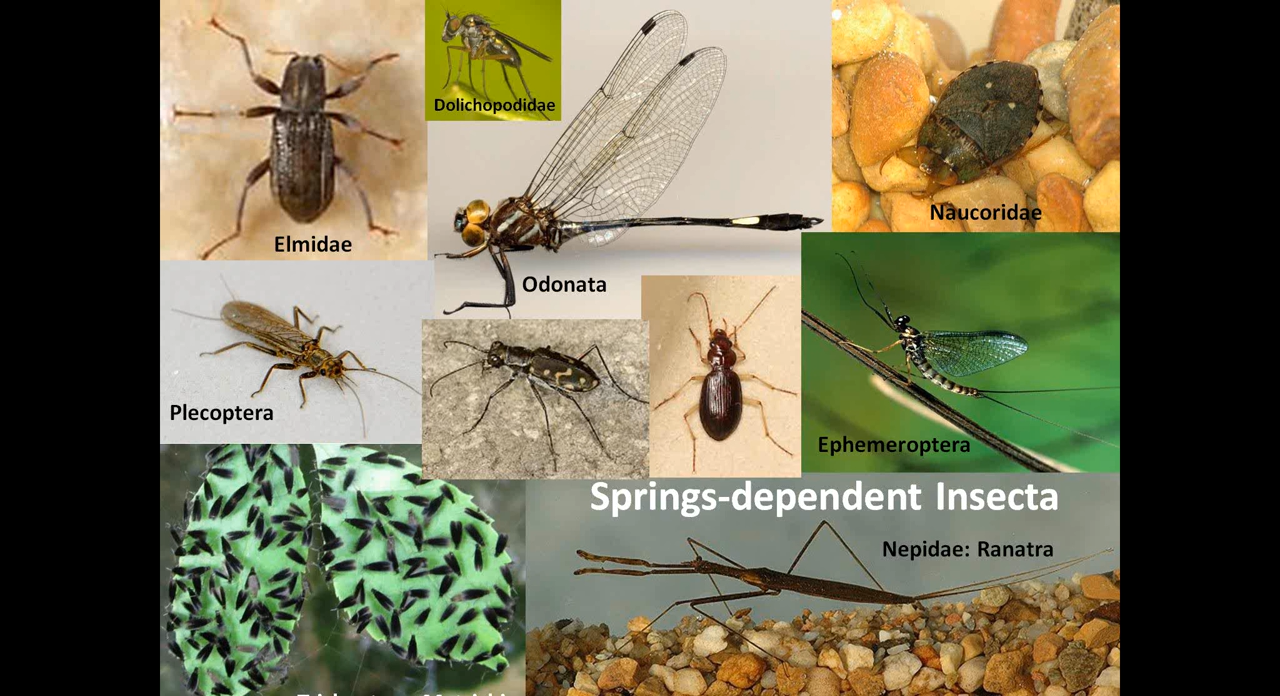 Dolichopodidae
Naucoridae
Elmidae
Odonata
Plecoptera
Ephemeroptera
Springs-dependent Insecta
Nepidae: Ranatra